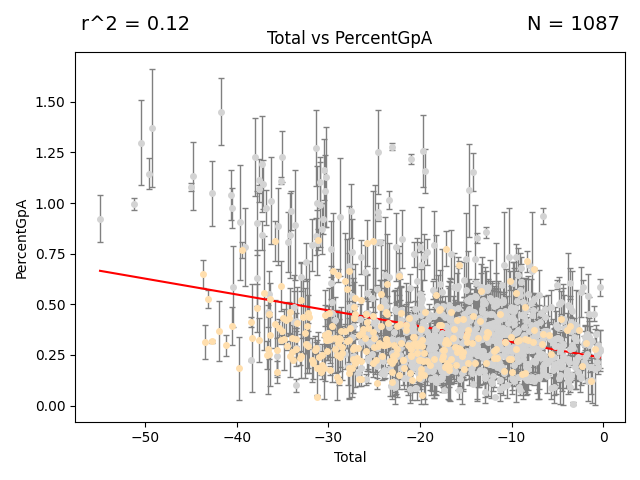 r^2 = 0.12
N = 1087
Total vs PercentGpA
PercentGpA
1.50
1.25
1.00
0.75
0.50
0.25
0.00
−50
−40
−30
−20
−10
0
Total